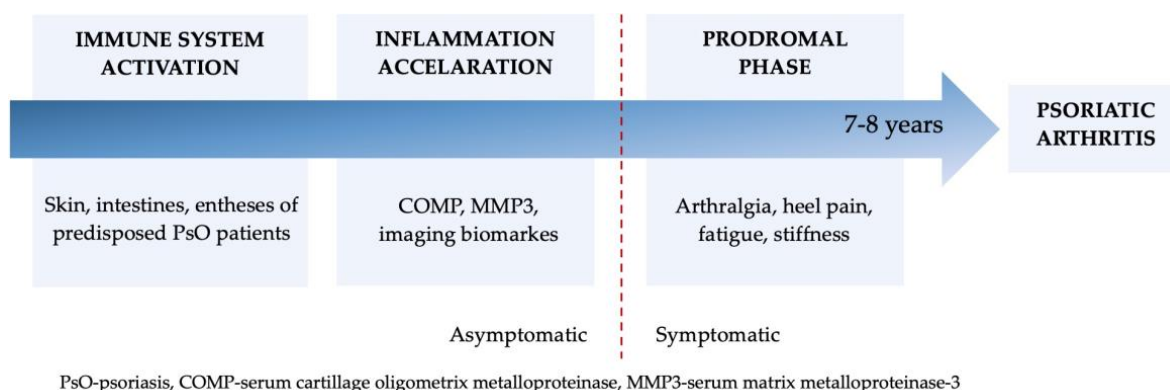 IMMUNE SYSTEM
ACTIVATION
INFLAMMATION
ACCELARATION
PRODROMAL
PHASE
7-8 years
PSORIATIC
ARTHRITIS
Skin, intestines, entheses of
predisposed PsO patients
COMP, MMP3,
imaging biomarkes
Arthralgia, heel pain,
fatigue, stiffness
Asymptomatic
Symptomatic
PsO-psoriasis, COMP-serum cartilage oligometrix metalloproteinase, MMP3-serum matrix metalloproteinase-3